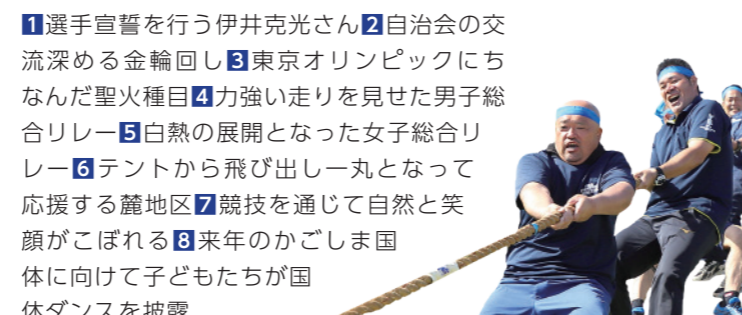 1選手宣誓を行う伊井克光さん2自治会の交
流深める金輪回し3東京オリンピックにち
なんだ聖火種目4力強い走りを見せた男子総
合リレー5白熱の展開となった女子総合リ
レー6テントから飛び出し一丸となって
応援する麓地区7競技を通じて自然と笑
顔がこぼれる8来年のかごしま国
体に向けて子どもたちが国
体ダンスを披露